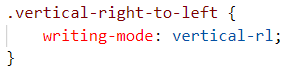 .vertical-right-to-left {
    writing-mode: vertical-rl;
}